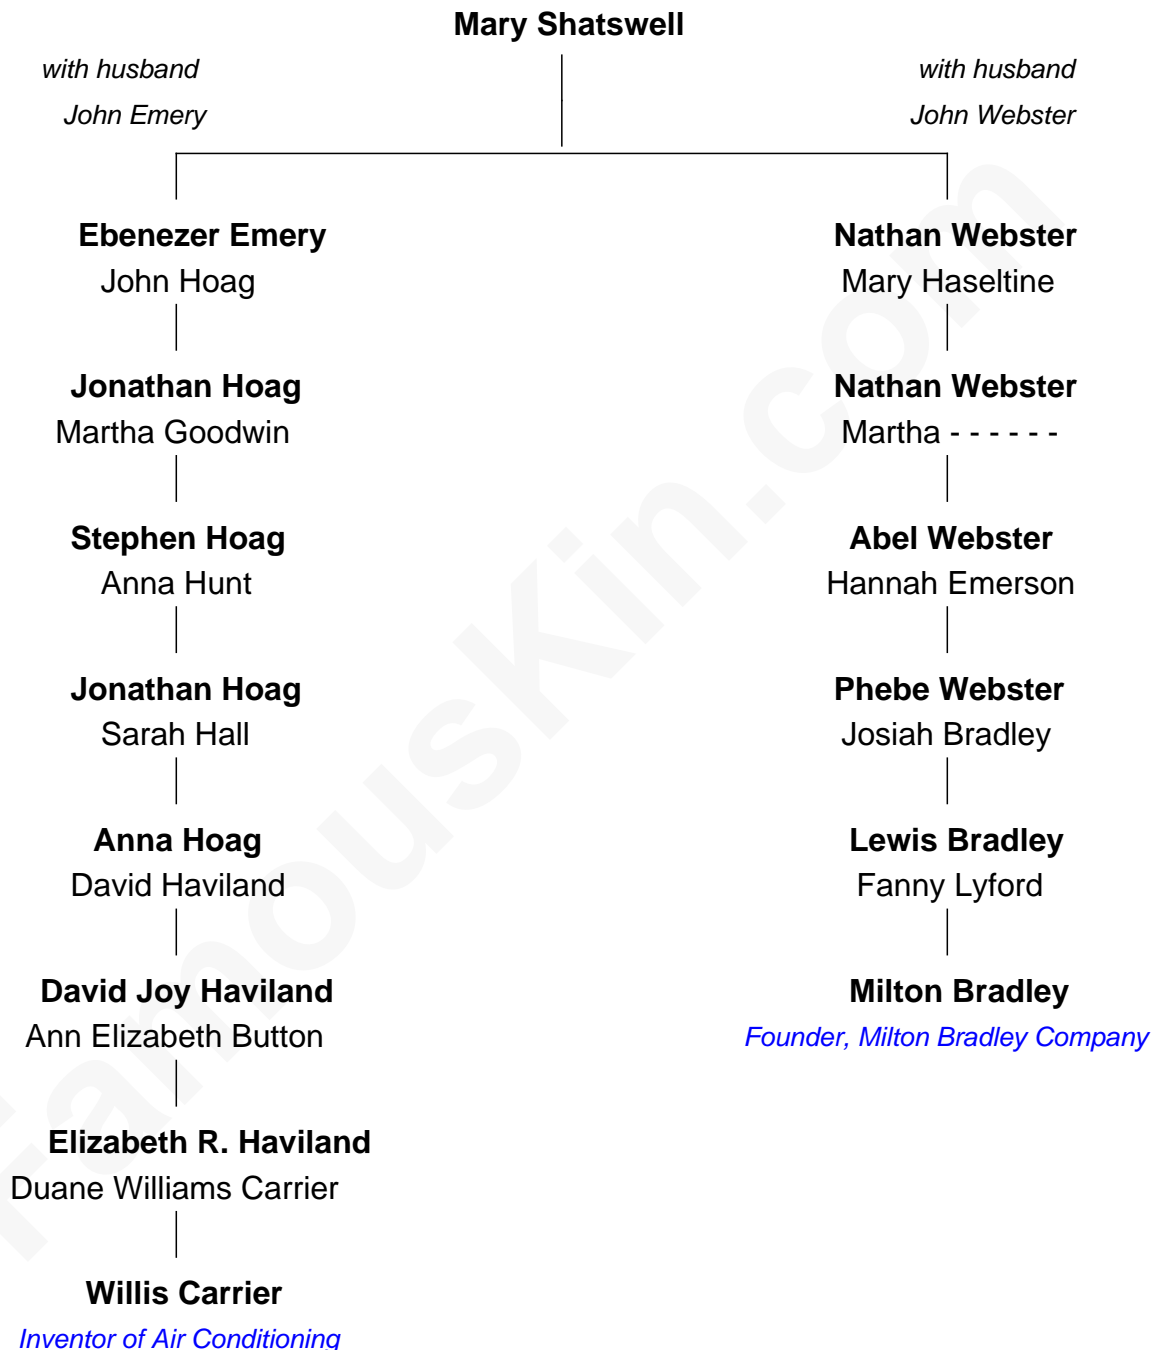 Mary Shatswell
with husband
John Emery
with husband
John Webster
Ebenezer Emery
John Hoag
Nathan Webster
Mary Haseltine
Jonathan Hoag
Martha Goodwin
Nathan Webster
Martha - - - - - -
Stephen Hoag
Anna Hunt
Abel Webster
Hannah Emerson
Jonathan Hoag
Sarah Hall
Phebe Webster
Josiah Bradley
Anna Hoag
David Haviland
Lewis Bradley
Fanny Lyford
David Joy Haviland
Ann Elizabeth Button
Milton Bradley
Founder, Milton Bradley Company
Elizabeth R. Haviland
Duane Williams Carrier
Willis Carrier
Inventor of Air Conditioning
FamousKin.com